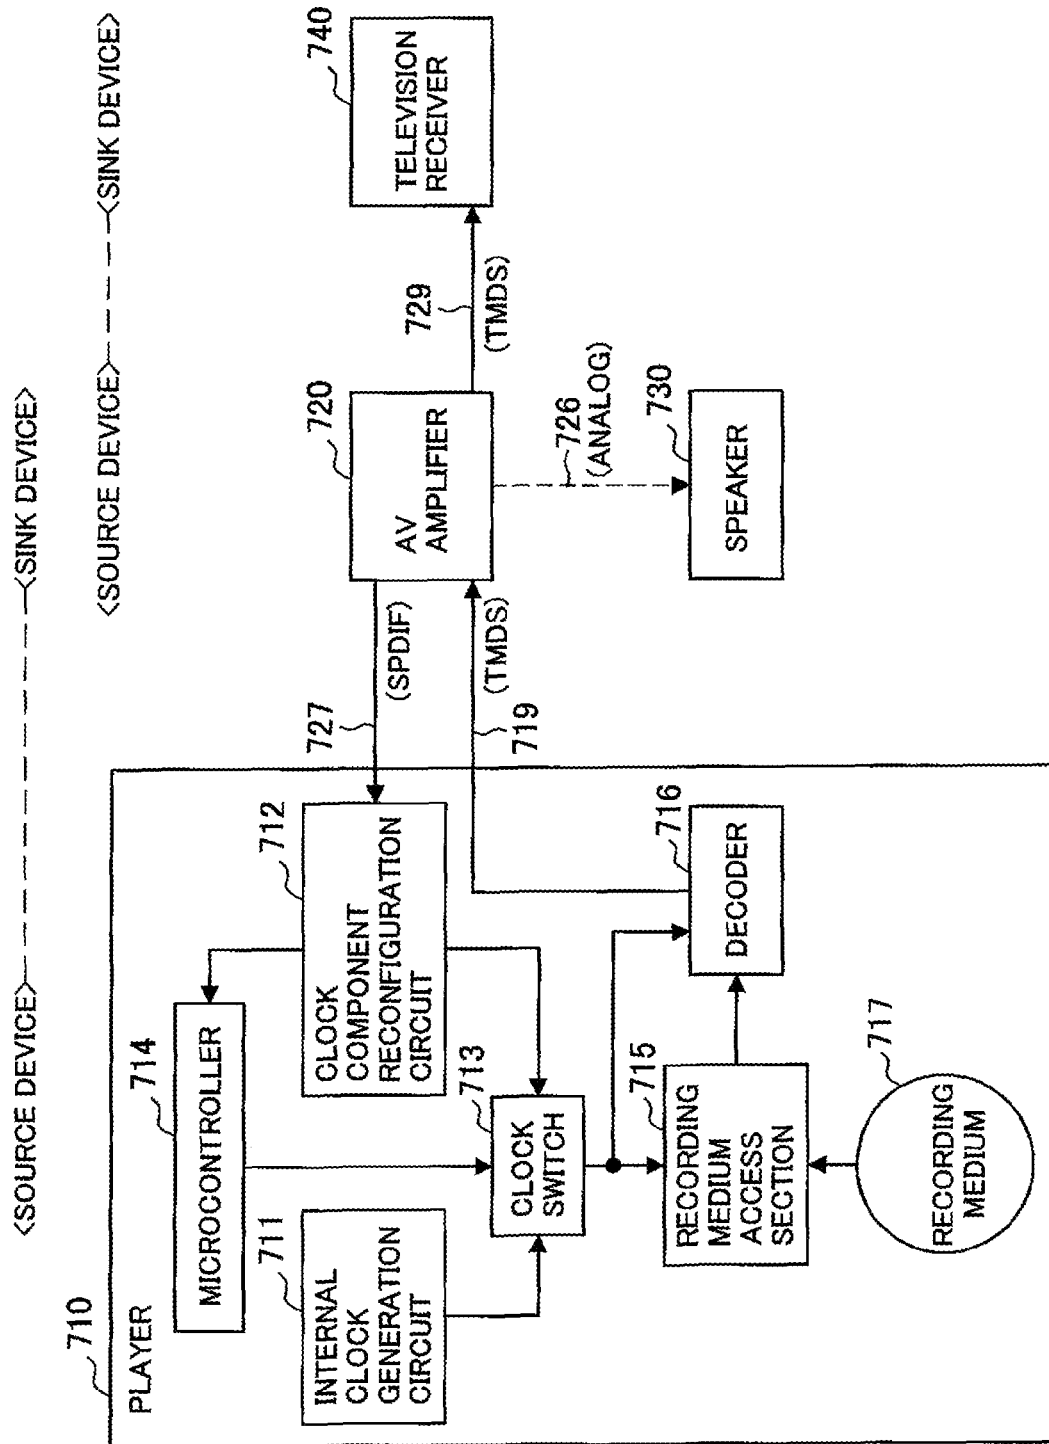 <SOURCE DEVICE>
<SINK DEVICE>
<SOURCE DEVICE>
<SINK DEVICE>
710
PLAYER
714
MICROCONTROLLER
711
INTERNAL
CLOCK
GENERATION
CIRCUIT
712
CLOCK
COMPONENT
RECONFIGURATION
CIRCUIT
713
CLOCK
SWITCH
715
RECORDING
MEDIUM
ACCESS
SECTION
716
DECODER
717
RECORDING
MEDIUM
727
(SPDIF)
719
(TMDS)
720
AV
AMPLIFIER
726
(ANALOG)
730
SPEAKER
729
(TMDS)
740
TELEVISION
RECEIVER